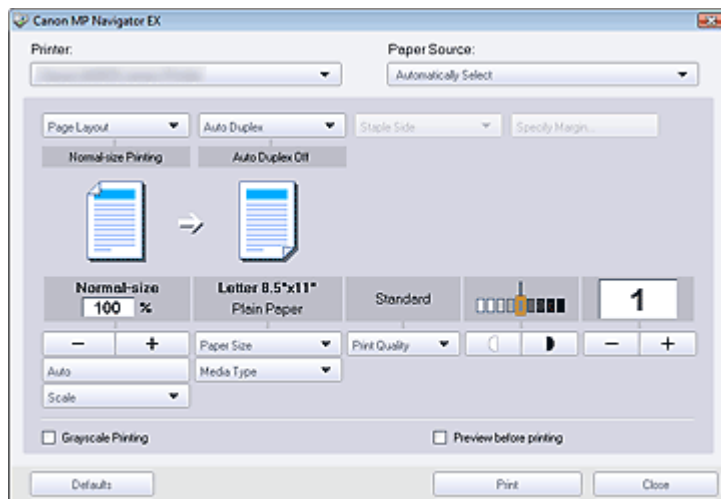 Canon MP Navigator EX
Printer:
Paper Source:
Automatically Select
Page Layout
Auto Duplex
Staple Side
Specify Margin...
Normal-size Printing
Auto Duplex Off
Normal-size
100 %
Letter 8.5"x11"
Plain Paper
Standard
1
− +
Paper Size
Print Quality
− +
Auto
Media Type
Scale
Grayscale Printing
Preview before printing
Defaults
Print
Close